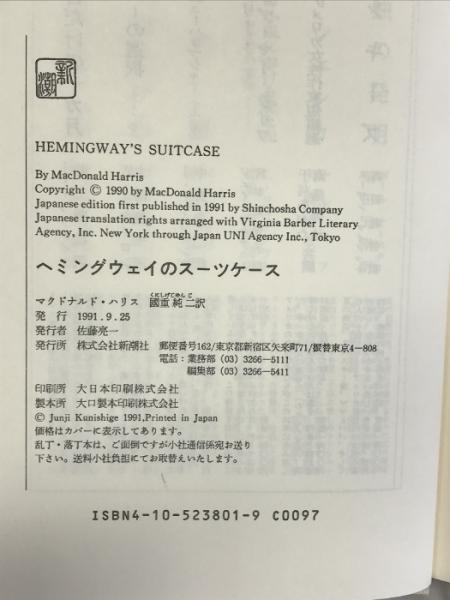 新潮
HEMINGWAY'S SUITCASE
By MacDonald Harris
Copyright © 1990 by MacDonald Harris
Japanese edition first published in 1991 by Shinchosha Company
Japanese translation rights arranged with Virginia Barber Literary
Agency, Inc. New York through Japan UNI Agency Inc., Tokyo
ヘミングウェイのスーツケース
くにしげじゅんじ
マクドナルド・ハリス 國重純二訳
発行 1991.9.25
発行者 佐藤亮一
発行所 株式会社新潮社 郵便番号162/東京都新宿区矢来町71/振替東京4-808
電話:業務部(03)3266-5111
編集部(03)3266-5411
印刷所 大日本印刷株式会社
製本所 大口製本印刷株式会社
© Junji Kunishige 1991,Printed in Japan
価格はカバーに表示してあります。
乱丁・落丁本は、ご面倒ですが小社通信係宛お送り
下さい。送料小社負担にてお取替えいたします。
ISBN4-10-523801-9 C0097